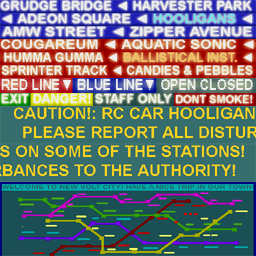 GRUDGE BRIDGE ◀ HARVESTER PARK
◀ ADEON SQUARE ◀ HOOLIGANS ◀
AMW STREET ◀ ZIPPER AVENUE
COUGAREUM ◀ AQUATIC SONIC ◀
HUMMA GUMMA ◀ BALLISTICAL INST. ◀
SPRINTER TRACK ◀ CANDIES & PEBBLES
RED LINE ▼ BLUE LINE ▼ OPEN CLOSED
EXIT DANGER! STAFF ONLY DONT SMOKE!
CAUTION!: RC CAR HOOLIGAN
PLEASE REPORT ALL DISTUR
S ON SOME OF THE STATIONS!
RBANCES TO THE AUTHORITY!
WELCOME TO NEW VOLT CITY! HAVE A NICE TRIP IN OUR TOWN